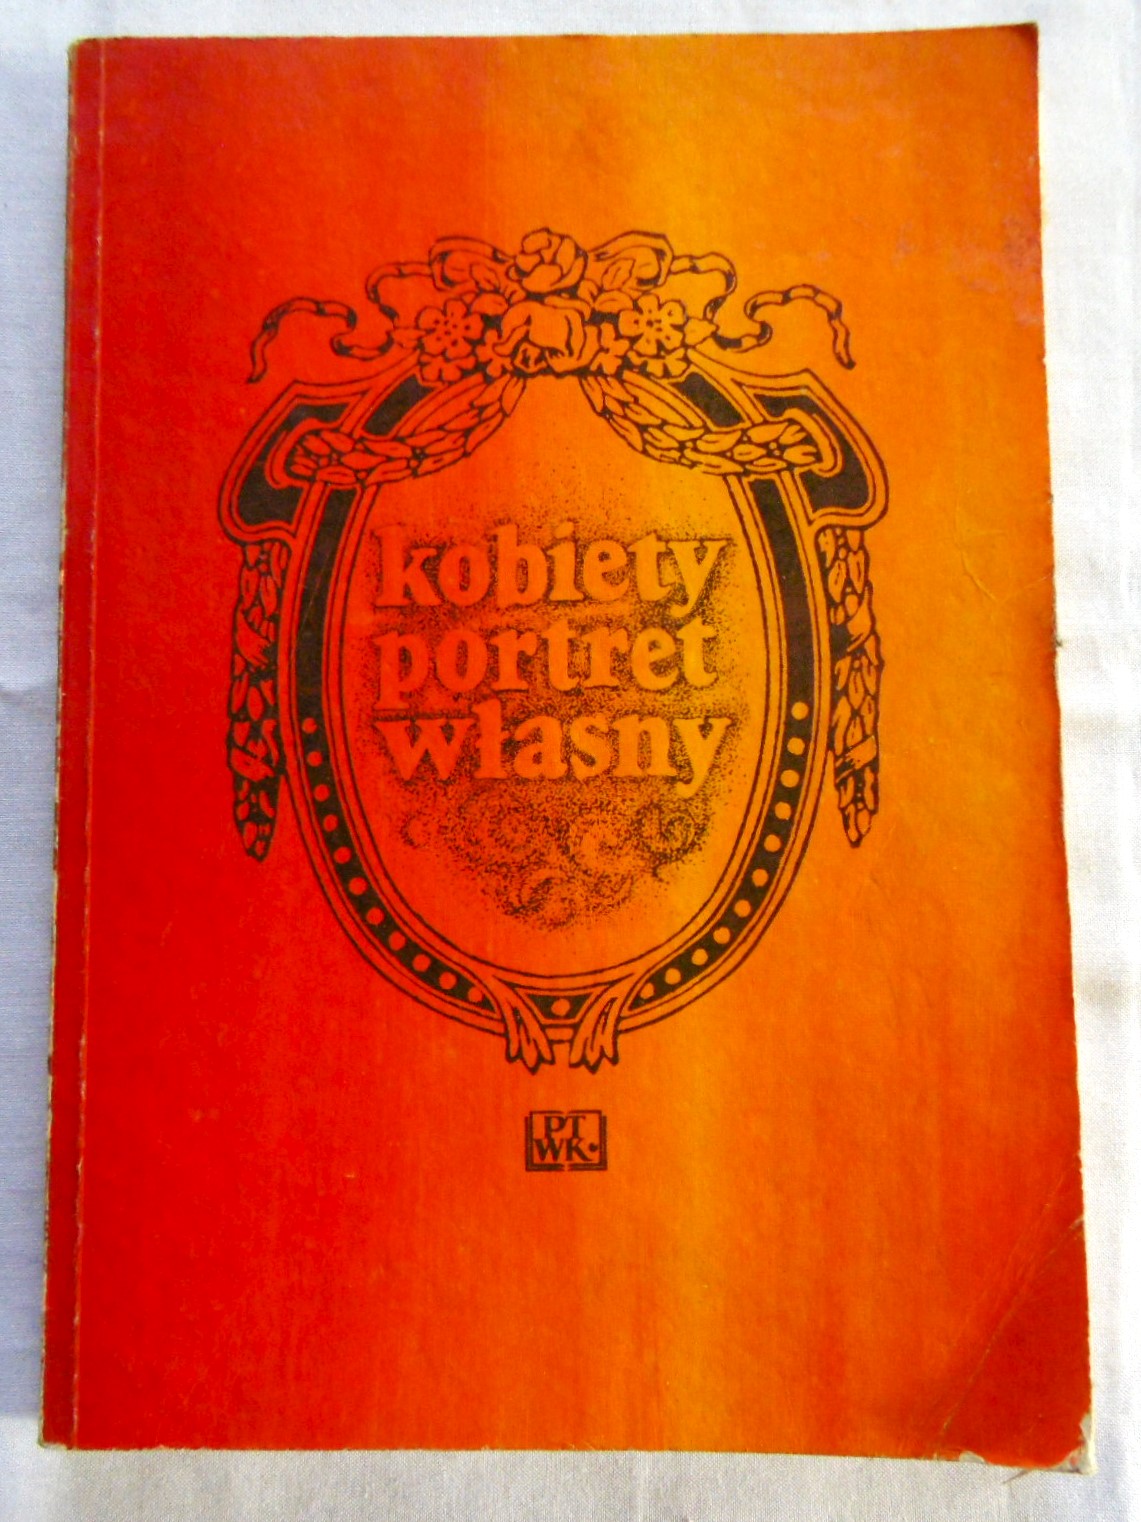 kobiety
portret
własny
PT
WK